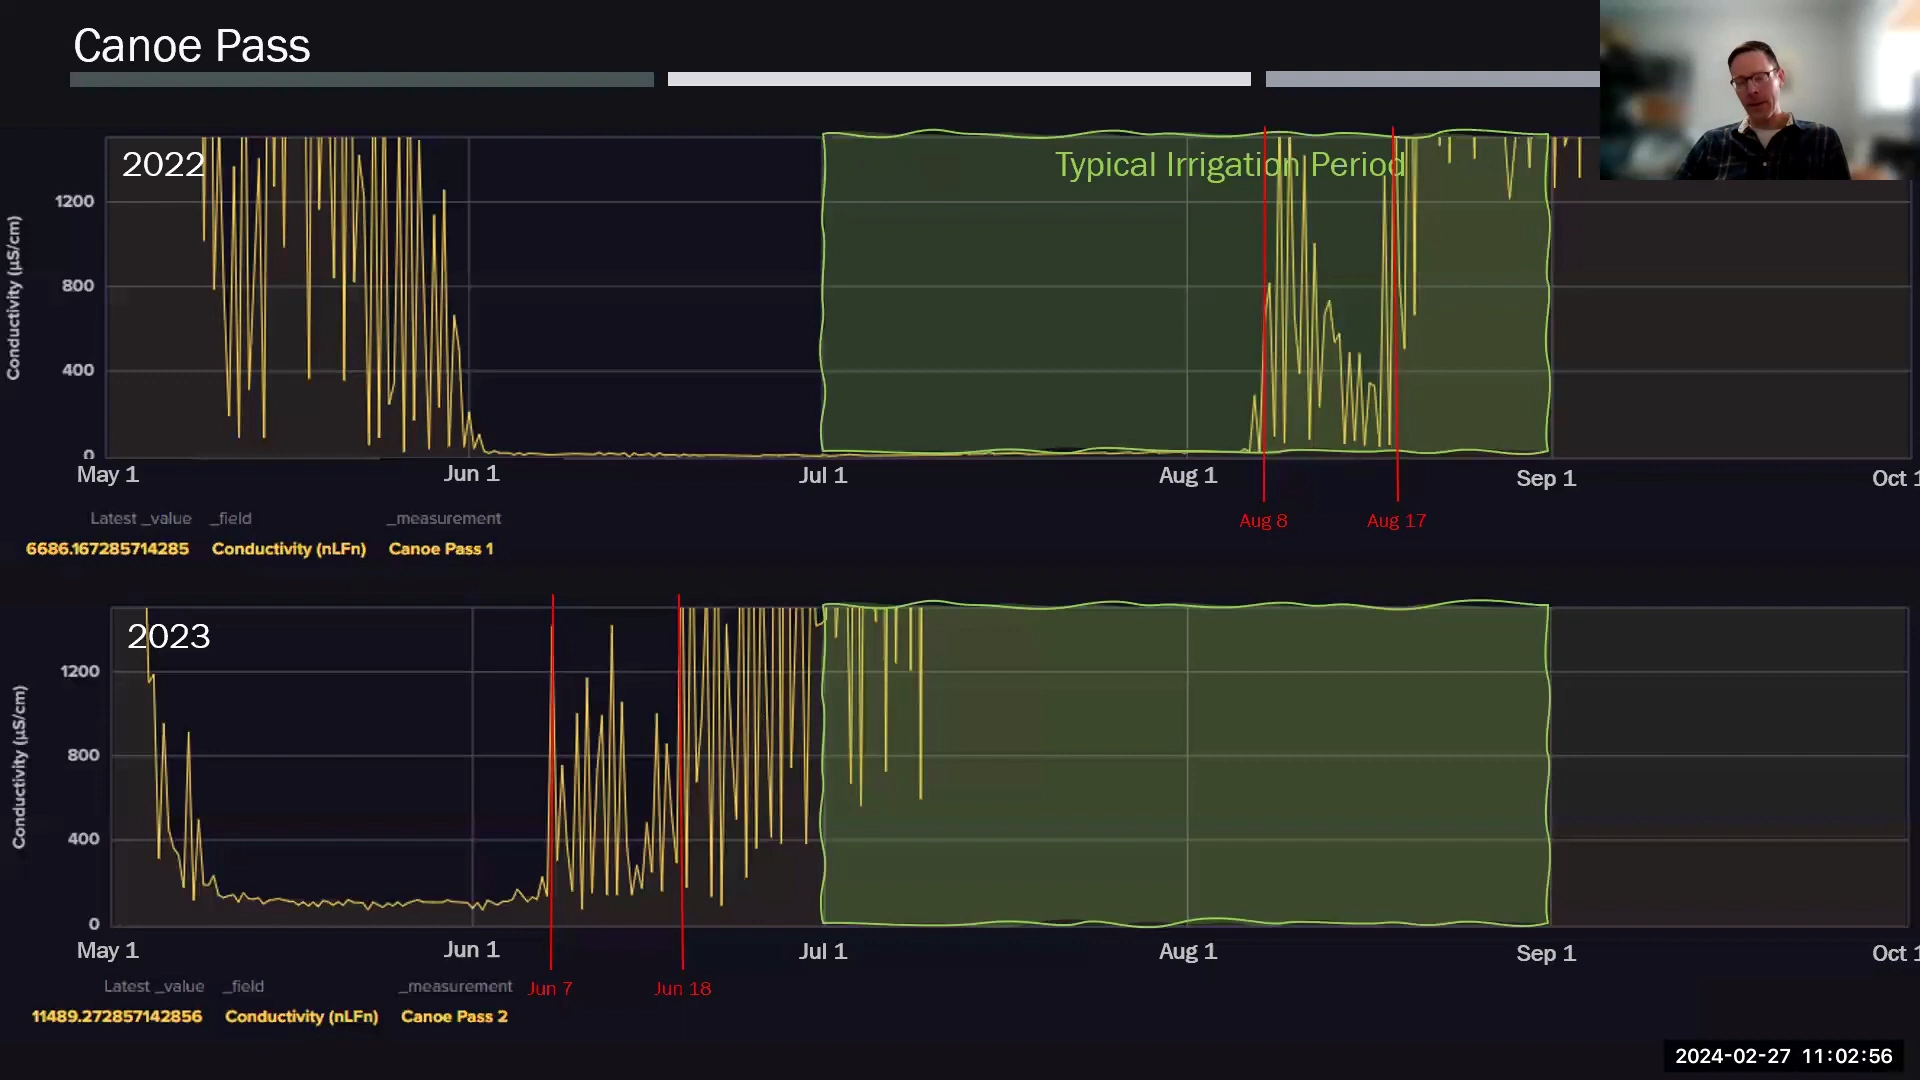 Canoe Pass
2022
Typical Irrigation Period
Conductivity (µS/cm)
1200
800
400
0
May 1
Jun 1
Jul 1
Aug 1
Sep 1
Oct 1
Aug 8
Aug 17
Latest _value _field _measurement
6686.167285714285 Conductivity (nLFn) Canoe Pass 1
2023
Conductivity (µS/cm)
1200
800
400
0
May 1
Jun 1
Jul 1
Aug 1
Sep 1
Oct 1
Jun 7
Jun 18
Latest _value _field _measurement
11489.272857142856 Conductivity (nLFn) Canoe Pass 2
2024-02-27 11:02:56